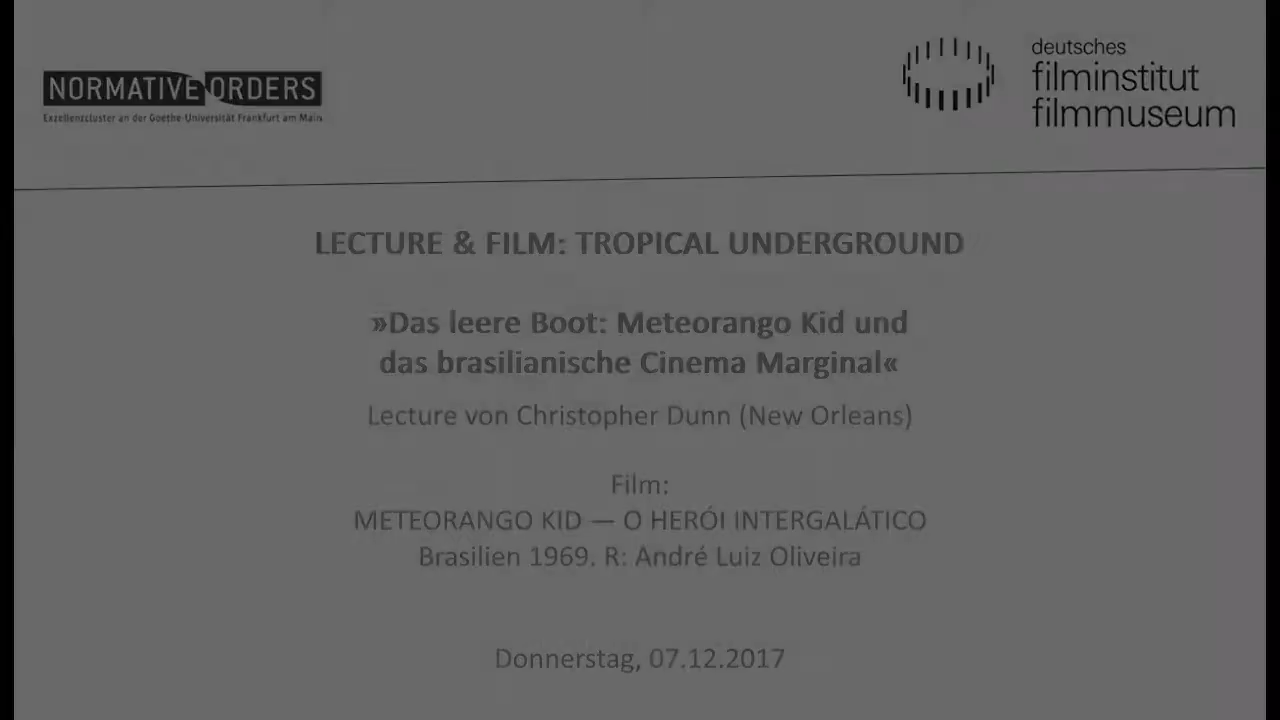 NORMATIVE ORDERS
Exzellenzcluster an der Goethe-Universität Frankfurt am Main
deutsches
filminstitut
filmmuseum
LECTURE & FILM: TROPICAL UNDERGROUND
»Das leere Boot: Meteorango Kid und
das brasilianische Cinema Marginal«
Lecture von Christopher Dunn (New Orleans)
Film:
METEORANGO KID — O HERÓI INTERGALÁTICO
Brasilien 1969. R: André Luiz Oliveira
Donnerstag, 07.12.2017